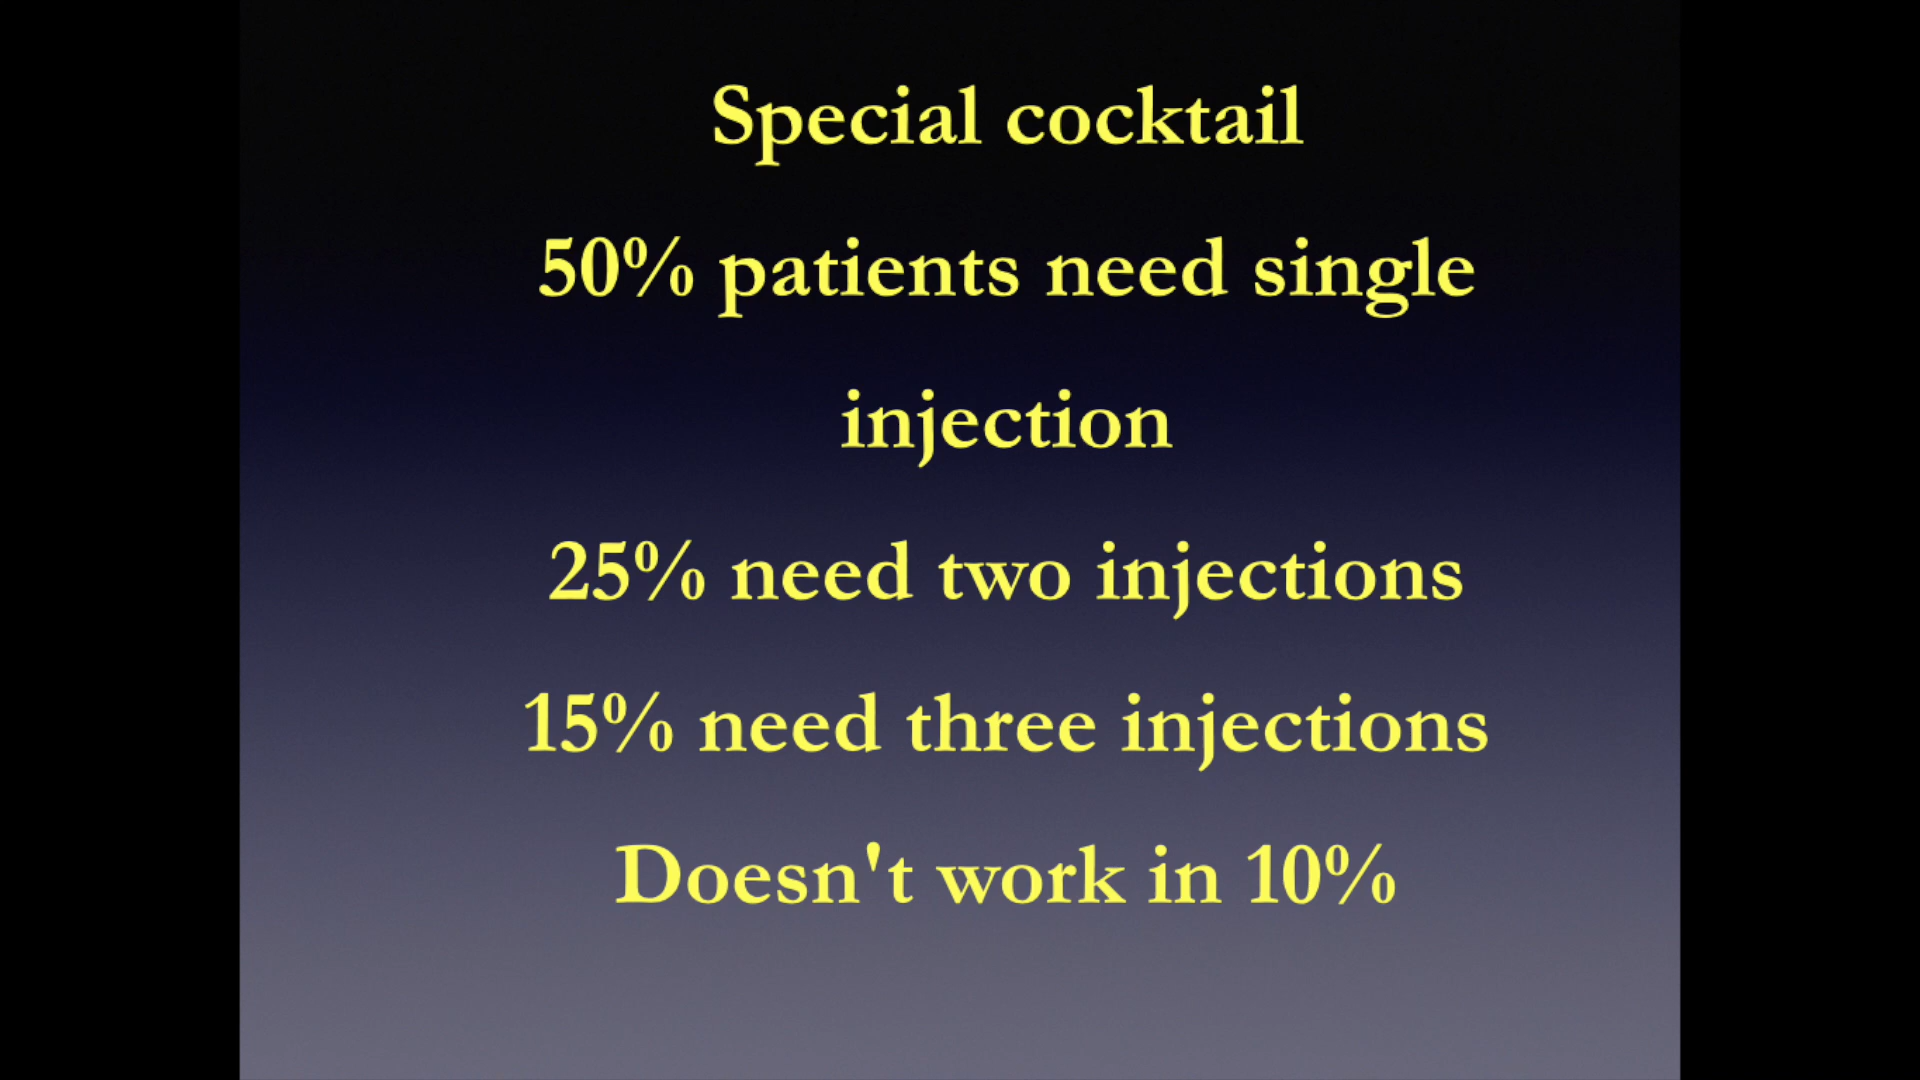 Special cocktail
50% patients need single
injection
25% need two injections
15% need three injections
Doesn't work in 10%